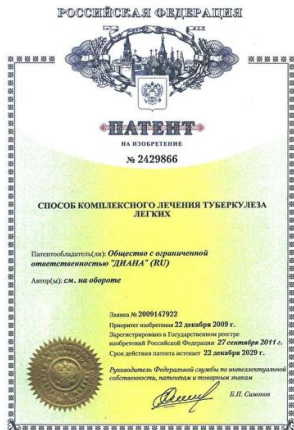 РОССИЙСКАЯ ФЕДЕРАЦИЯ
ПАТЕНТ
НА ИЗОБРЕТЕНИЕ
№ 2429866
СПОСОБ КОМПЛЕКСНОГО ЛЕЧЕНИЯ ТУБЕРКУЛЕЗА
ЛЕГКИХ
Патентообладатель(ли): Общество с ограниченной
ответственностью "ДИАНА" (RU)
Автор(ы): см. на обороте
Заявка № 2009147922
Приоритет изобретения 22 декабря 2009 г.
Зарегистрировано в Государственном реестре
изобретений Российской Федерации 27 сентября 2011 г.
Срок действия патента истекает 22 декабря 2029 г.
Руководитель Федеральной службы по интеллектуальной
собственности, патентам и товарным знакам
Б.П. Симонов